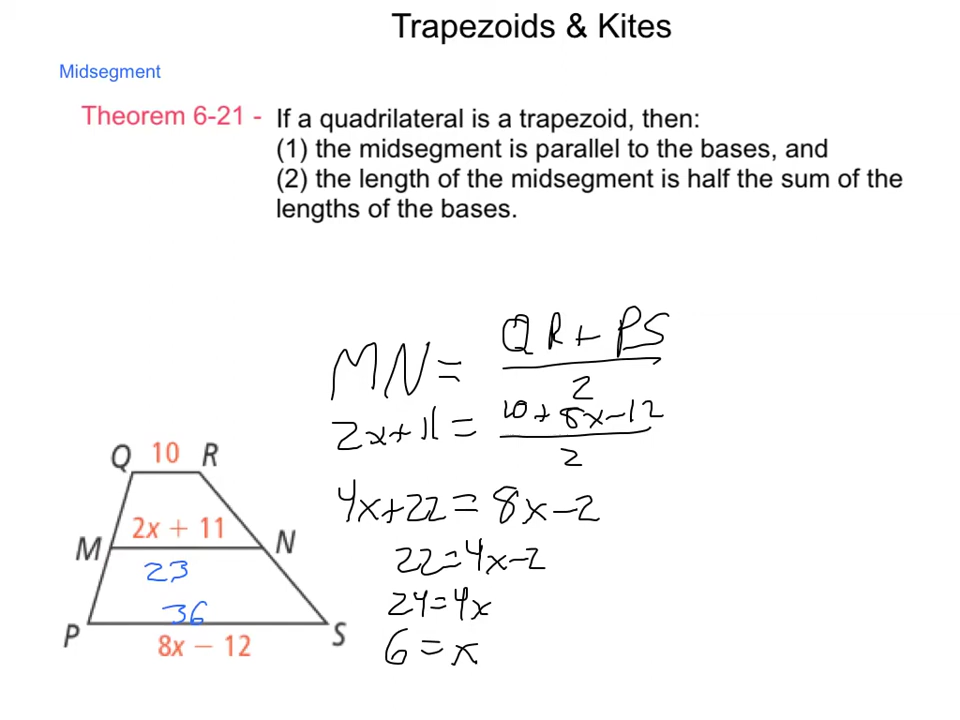 Trapezoids & Kites
Midsegment
Theorem 6-21 - If a quadrilateral is a trapezoid, then:
(1) the midsegment is parallel to the bases, and
(2) the length of the midsegment is half the sum of the
lengths of the bases.
MN = QR + PS
2
2x + 11 = 10 + 8x - 12
2
4x + 22 = 8x - 2
22 = 4x - 2
24 = 4x
6 = x
Q 10 R
2x + 11
M N
23
36
P S
8x − 12